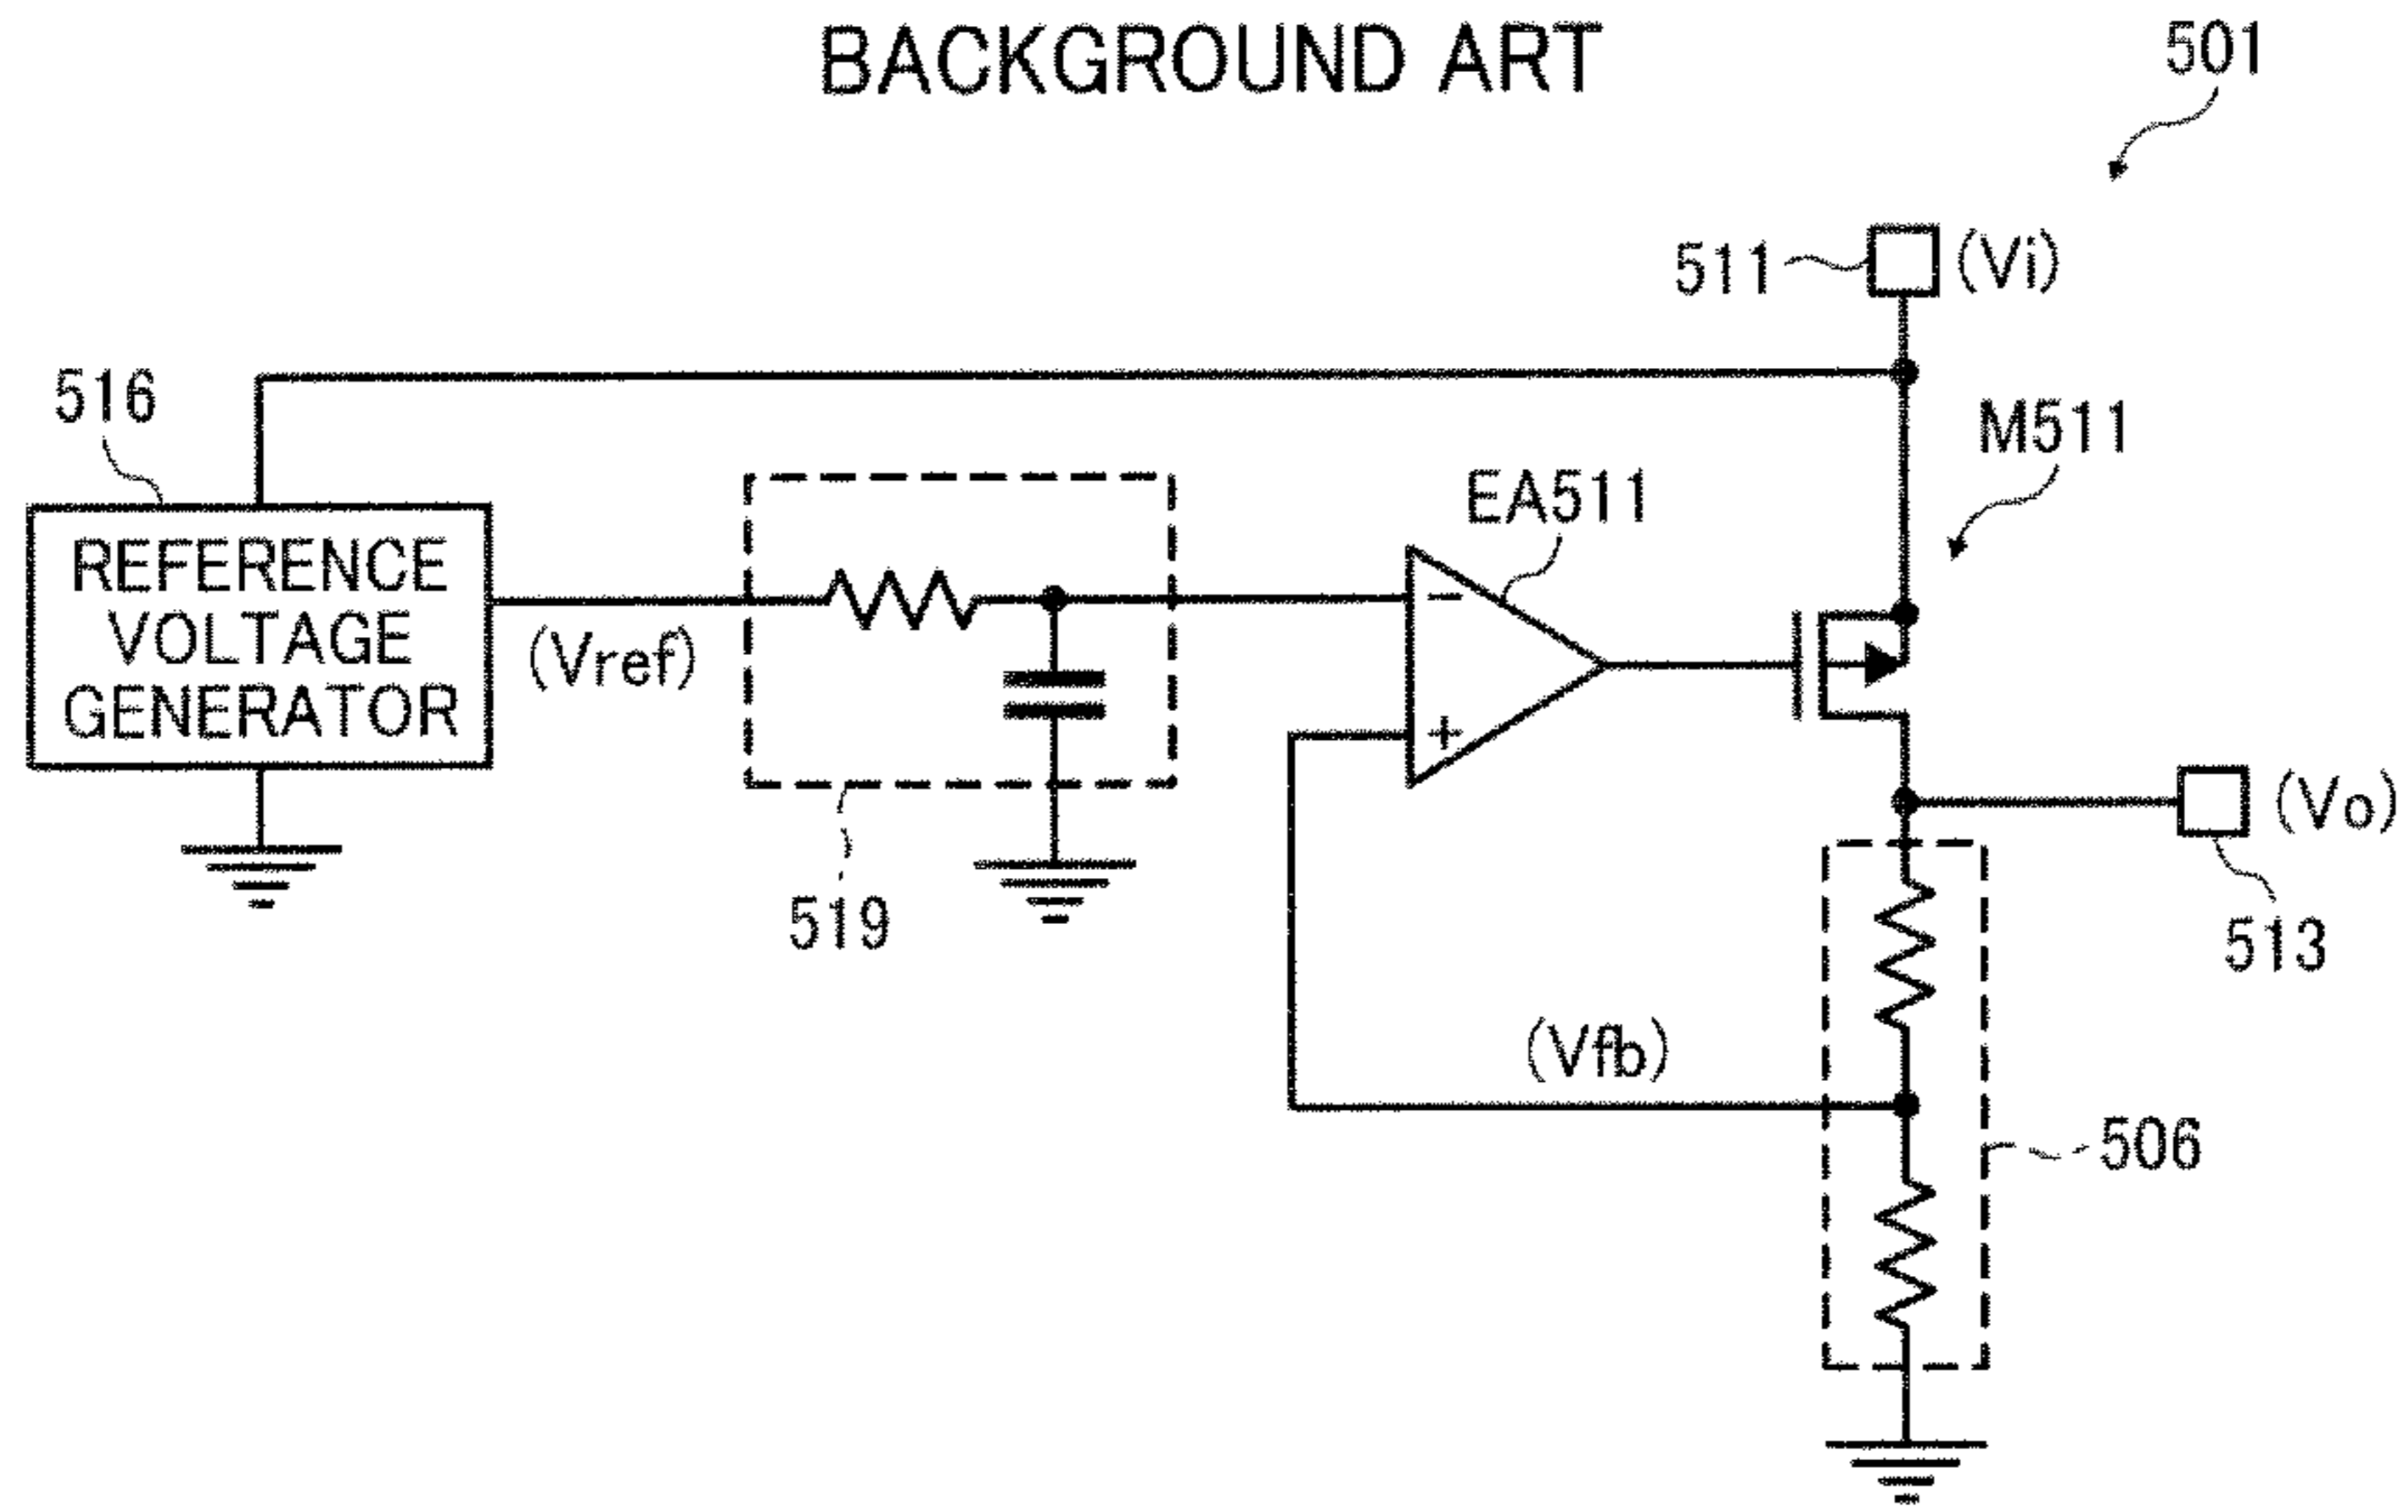 BACKGROUND ART
501
511
(Vi)
516
M511
EA511
REFERENCE
VOLTAGE
GENERATOR
(Vref)
−
+
(Vo)
519
513
(Vfb)
506